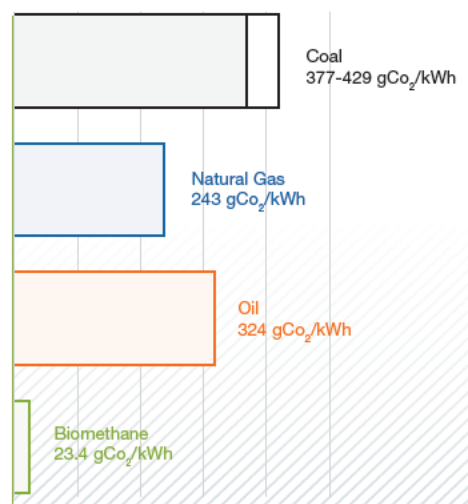 Coal
377-429 gCo₂/kWh
Natural Gas
243 gCo₂/kWh
Oil
324 gCo₂/kWh
Biomethane
23.4 gCo₂/kWh